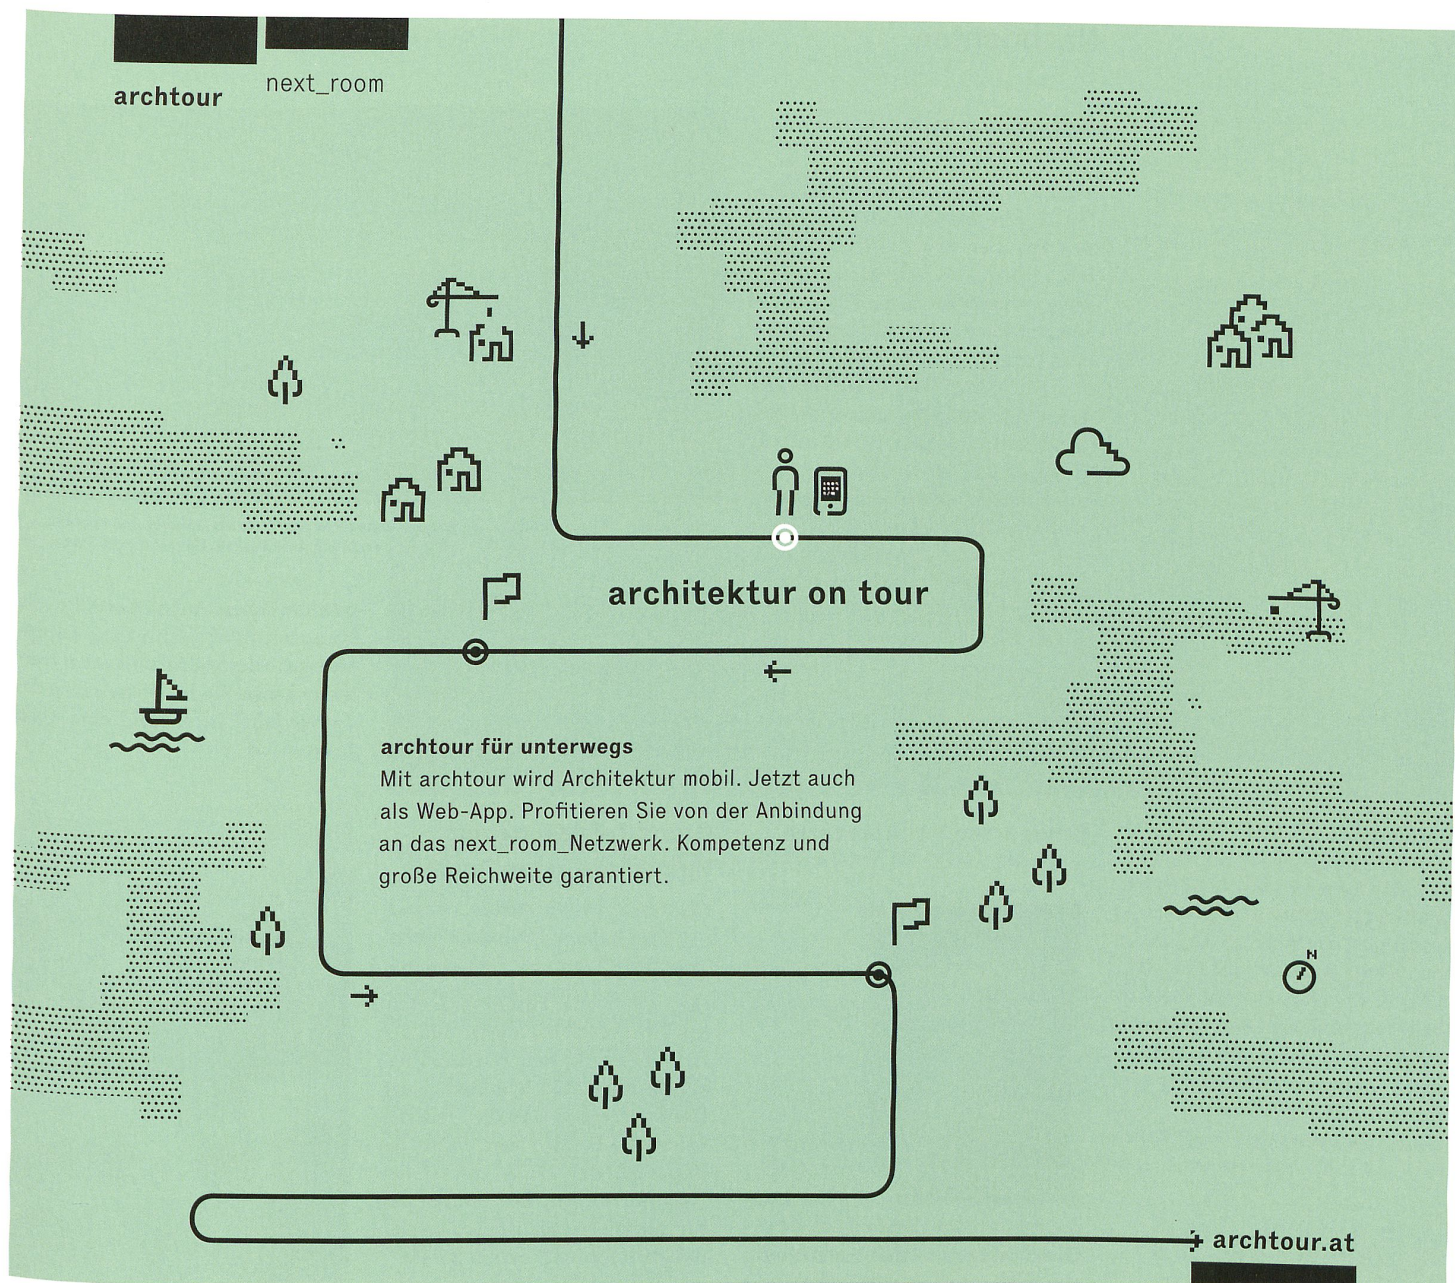 archtour
next_room
architektur on tour
archtour für unterwegs
Mit archtour wird Architektur mobil. Jetzt auch
als Web-App. Profitieren Sie von der Anbindung
an das next_room_Netzwerk. Kompetenz und
große Reichweite garantiert.
N
archtour.at